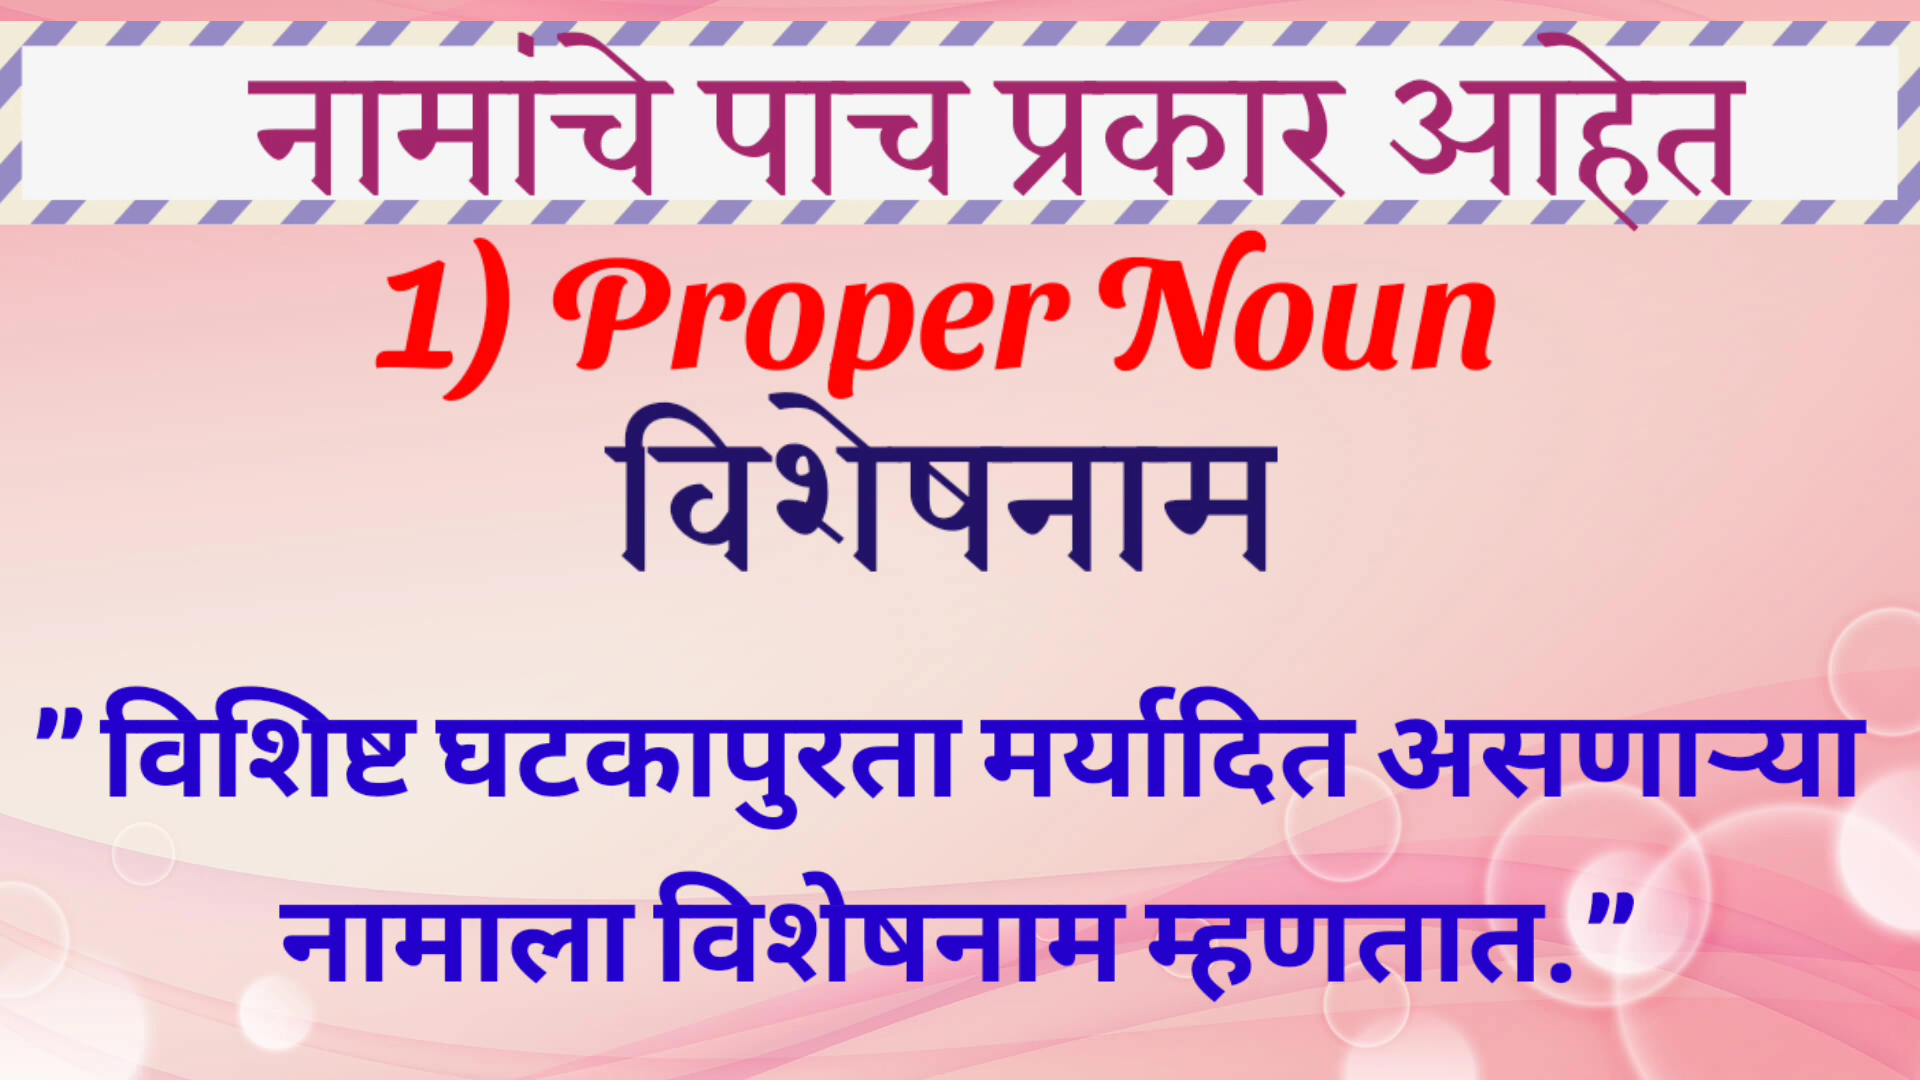 नामांचे पाच प्रकार आहेत
1) Proper Noun
विशेषनाम
” विशिष्ट घटकापुरता मर्यादित असणाऱ्या
नामाला विशेषनाम म्हणतात. ”